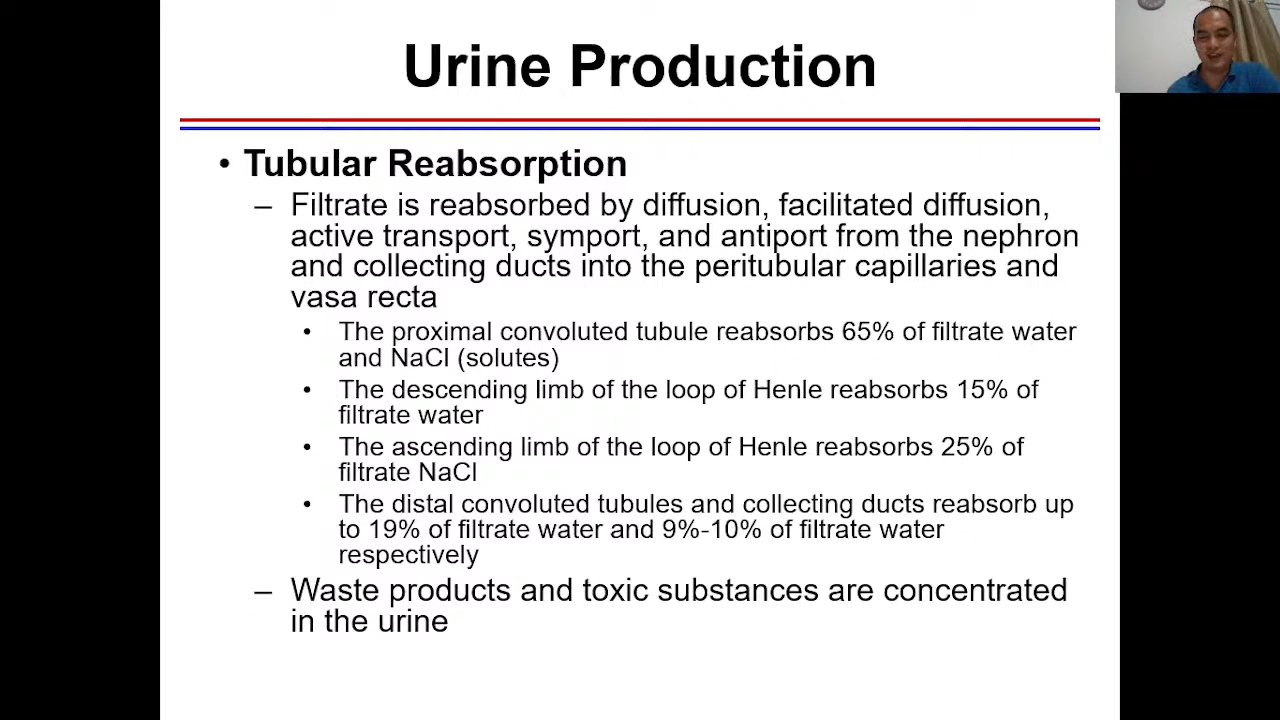 Urine Production
• Tubular Reabsorption
– Filtrate is reabsorbed by diffusion, facilitated diffusion,
active transport, symport, and antiport from the nephron
and collecting ducts into the peritubular capillaries and
vasa recta
• The proximal convoluted tubule reabsorbs 65% of filtrate water
and NaCl (solutes)
• The descending limb of the loop of Henle reabsorbs 15% of
filtrate water
• The ascending limb of the loop of Henle reabsorbs 25% of
filtrate NaCl
• The distal convoluted tubules and collecting ducts reabsorb up
to 19% of filtrate water and 9%-10% of filtrate water
respectively
– Waste products and toxic substances are concentrated
in the urine